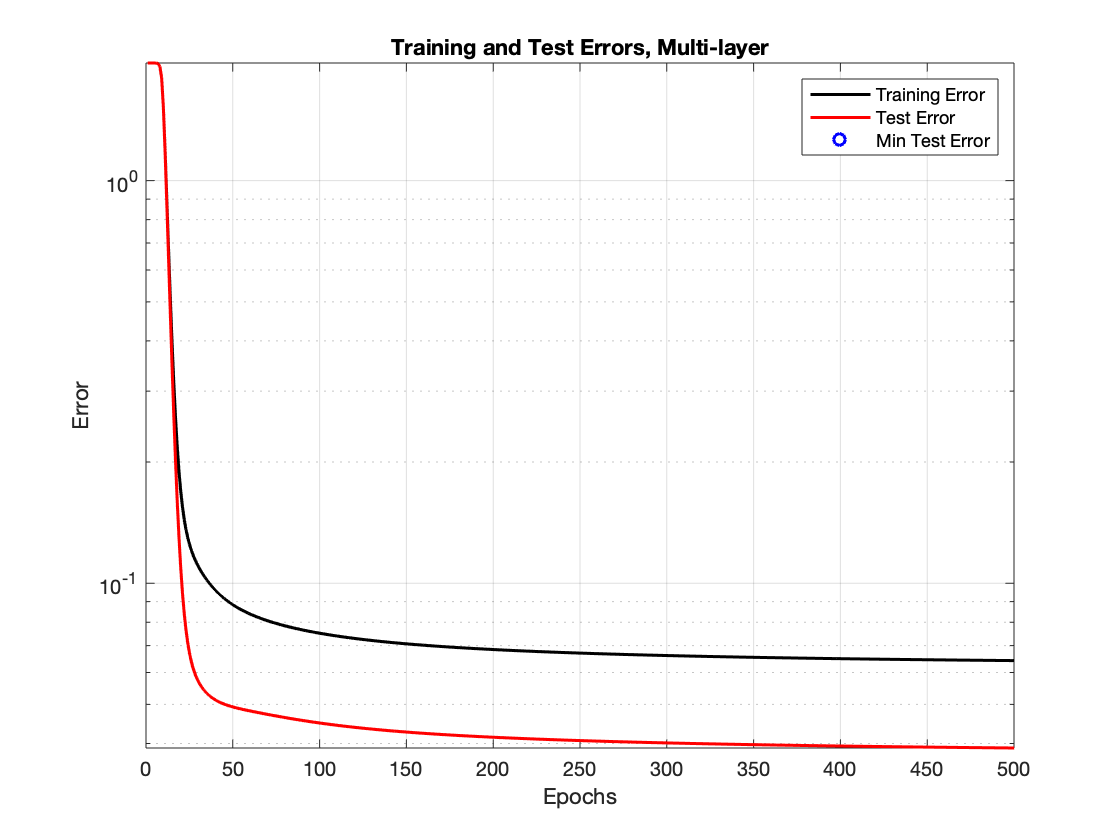 Training and Test Errors, Multi-layer
Training Error
Test Error
Min Test Error
10^0
10^-1
Error
0 50 100 150 200 250 300 350 400 450 500
Epochs